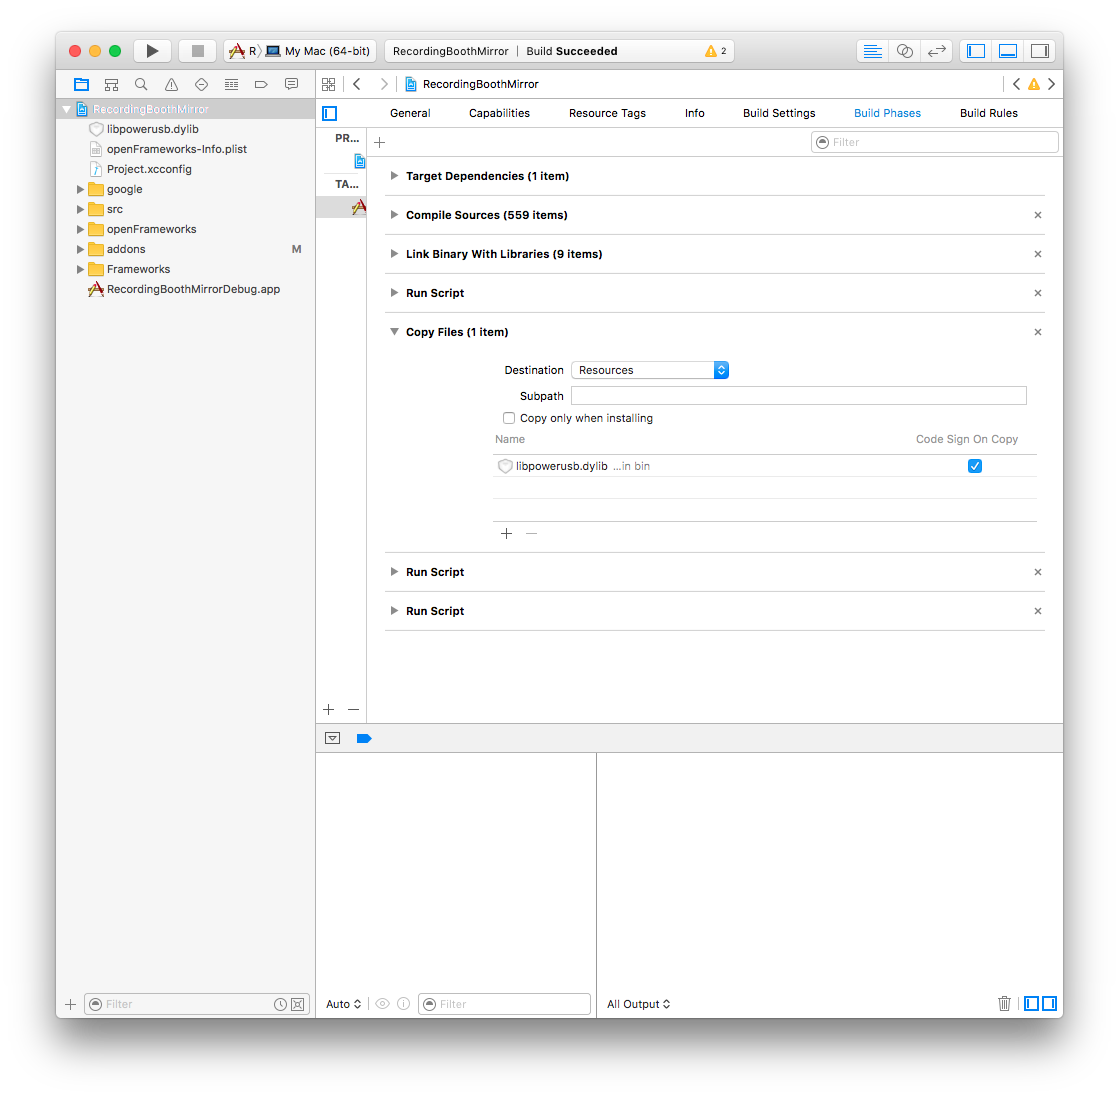 R My Mac (64-bit)
RecordingBoothMirror | Build Succeeded 2
RecordingBoothMirror
RecordingBoothMirror
libpowerusb.dylib
openFrameworks-Info.plist
Project.xcconfig
google
src
openFrameworks
addons M
Frameworks
RecordingBoothMirrorDebug.app
Filter
General Capabilities Resource Tags Info Build Settings Build Phases Build Rules
PR...
TA...
Filter
Target Dependencies (1 item)
Compile Sources (559 items)
Link Binary With Libraries (9 items)
Run Script
Copy Files (1 item)
Destination Resources
Subpath
Copy only when installing
Name Code Sign On Copy
libpowerusb.dylib ...in bin
Run Script
Run Script
Auto Filter
All Output